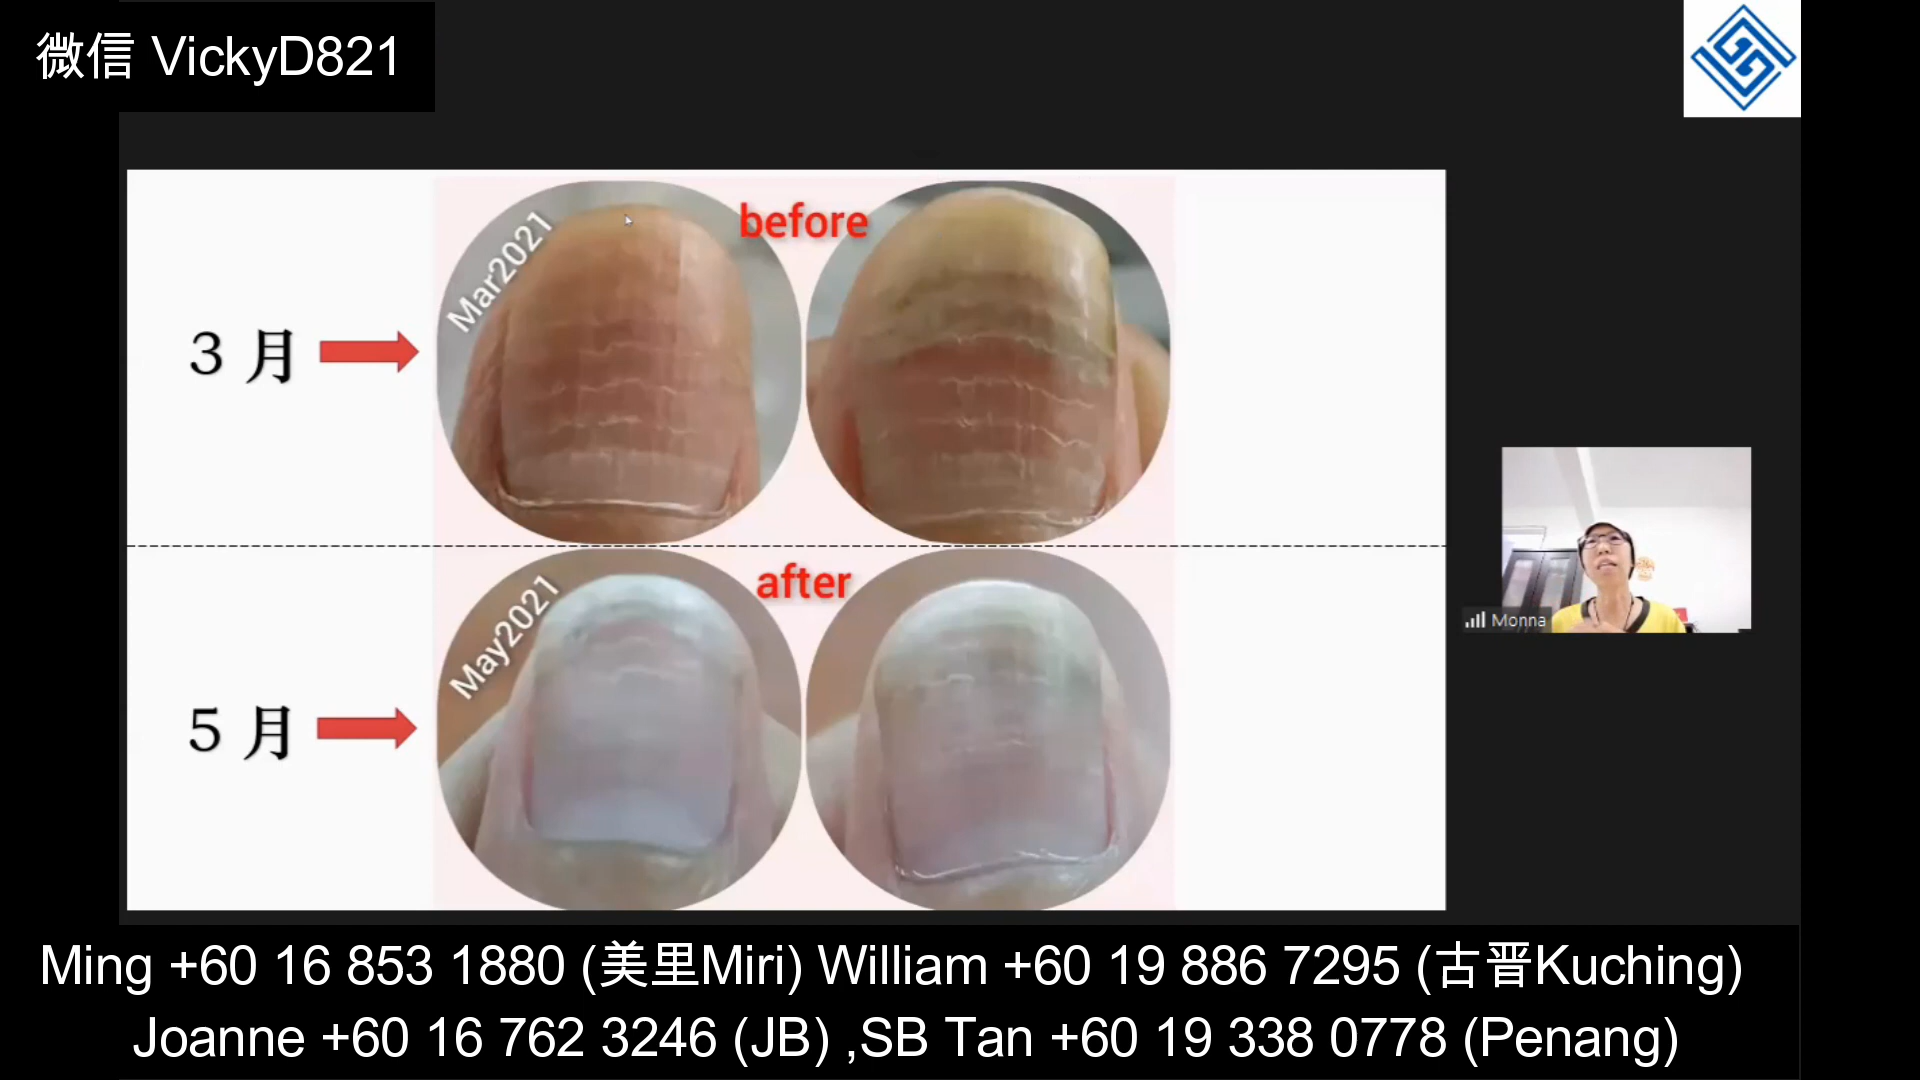 微信 VickyD821
before
Mar2021
3 月
after
May2021
5 月
Monna
Ming +60 16 853 1880 (美里Miri) William +60 19 886 7295 (古晋Kuching)
Joanne +60 16 762 3246 (JB) ,SB Tan +60 19 338 0778 (Penang)